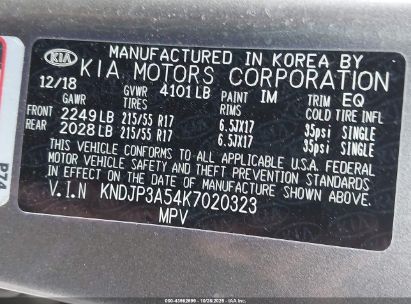 KIA MANUFACTURED IN KOREA BY
KIA MOTORS CORPORATION
12/18 GVWR 4101 LB PAINT IM TRIM EQ
GAWR TIRES RIMS COLD TIRE INFL
FRONT 2249 LB 215/55 R17 6.5JX17 35psi SINGLE
REAR 2028 LB 215/55 R17 6.5JX17 35psi SINGLE
THIS VEHICLE CONFORMS TO ALL APPLICABLE U.S.A. FEDERAL
MOTOR VEHICLE SAFETY AND THEFT PREVENTION STANDARDS
IN EFFECT ON THE DATE OF MANUFACTURE SHOWN ABOVE.
V.I.N KNDJP3A54K7020323
MPV
P74